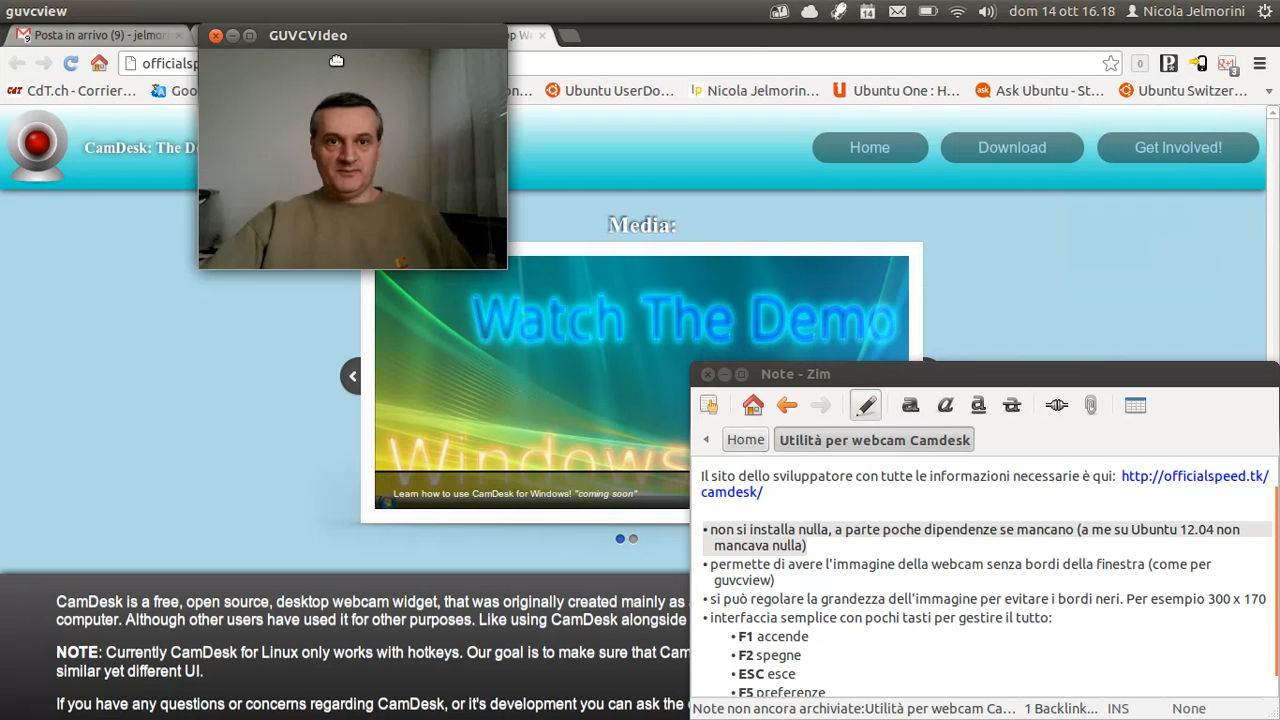 guvcview
dom 14 ott 16.18
Nicola Jelmorini
14
Posta in arrivo (9) - jelmor
GUVCVIdeo
op We
officialsp
0
CdT.ch - Corrier...
Goo
Ubuntu UserDo...
Nicola Jelmorini...
Ubuntu One : H...
Ask Ubuntu - St...
Ubuntu Switzer...
CamDesk: The D
Home
Download
Get Involved!
Media:
Watch The Demo
Windows
Learn how to use CamDesk for Windows! "coming soon"
CamDesk is a free, open source, desktop webcam widget, that was originally created mainly as
computer. Although other users have used it for other purposes. Like using CamDesk alongside
NOTE: Currently CamDesk for Linux only works with hotkeys. Our goal is to make sure that Cam
similar yet different UI.
If you have any questions or concerns regarding CamDesk, or it's development you can ask the
Note - Zim
Home
Utilità per webcam Camdesk
Il sito dello sviluppatore con tutte le informazioni necessarie è qui: http://officialspeed.tk/
camdesk/
• non si installa nulla, a parte poche dipendenze se mancano (a me su Ubuntu 12.04 non
mancava nulla)
• permette di avere l'immagine della webcam senza bordi della finestra (come per
guvcview)
• si può regolare la grandezza dell'immagine per evitare i bordi neri. Per esempio 300 x 170
• interfaccia semplice con pochi tasti per gestire il tutto:
• F1 accende
• F2 spegne
• ESC esce
• F5 preferenze
Note non ancora archiviate:Utilità per webcam Ca...
1 Backlink...
INS
None